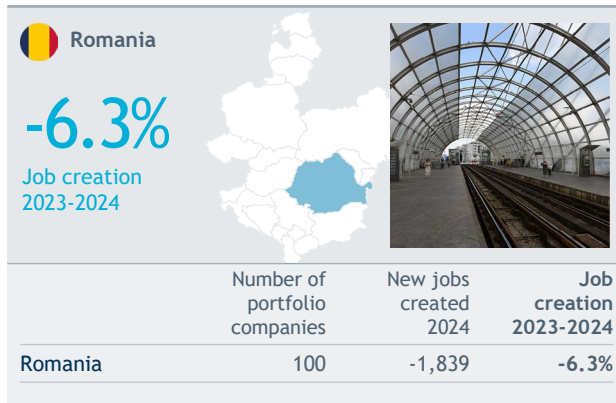 Romania
-6.3%
Job creation
2023-2024
Number of portfolio companies
New jobs created 2024
Job creation 2023-2024
Romania 100 -1,839 -6.3%